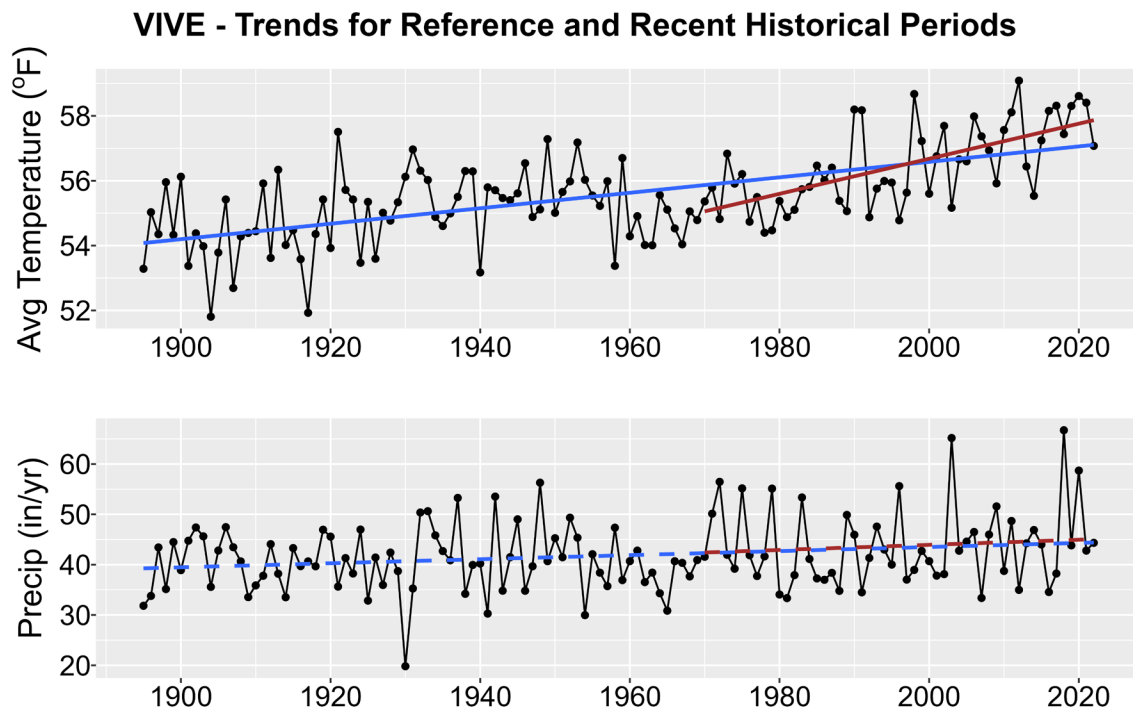 VIVE - Trends for Reference and Recent Historical Periods
Avg Temperature (°F)
58
56
54
52
1900 1920 1940 1960 1980 2000 2020
Precip (in/yr)
60
50
40
30
20
1900 1920 1940 1960 1980 2000 2020